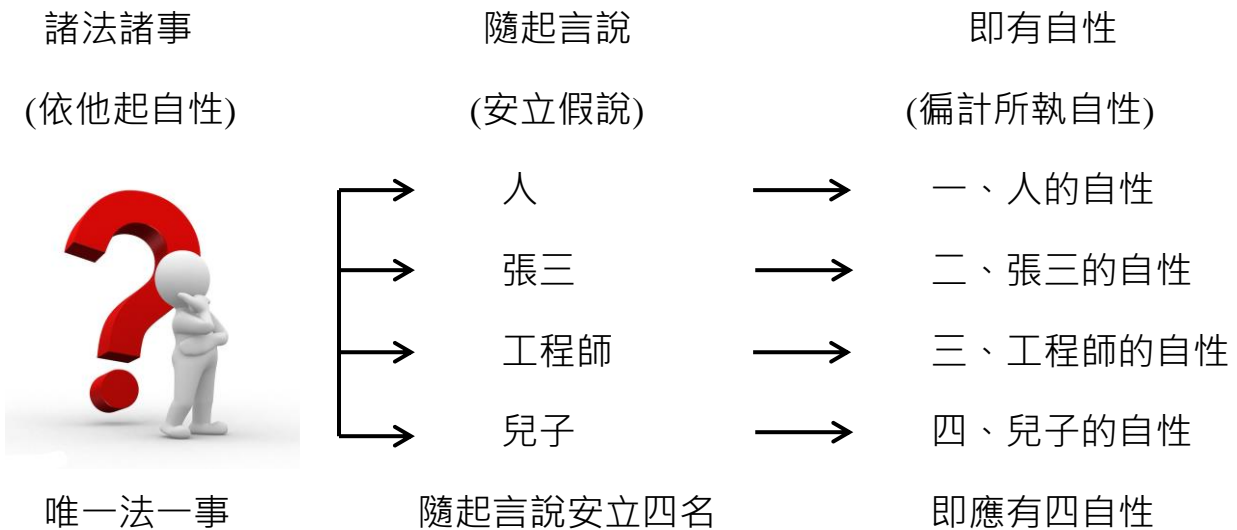 諸法諸事 隨起言說 即有自性
(依他起自性) (安立假說) (徧計所執自性)
人 一、人的自性
張三 二、張三的自性
工程師 三、工程師的自性
兒子 四、兒子的自性
唯一法一事 隨起言說安立四名 即應有四自性